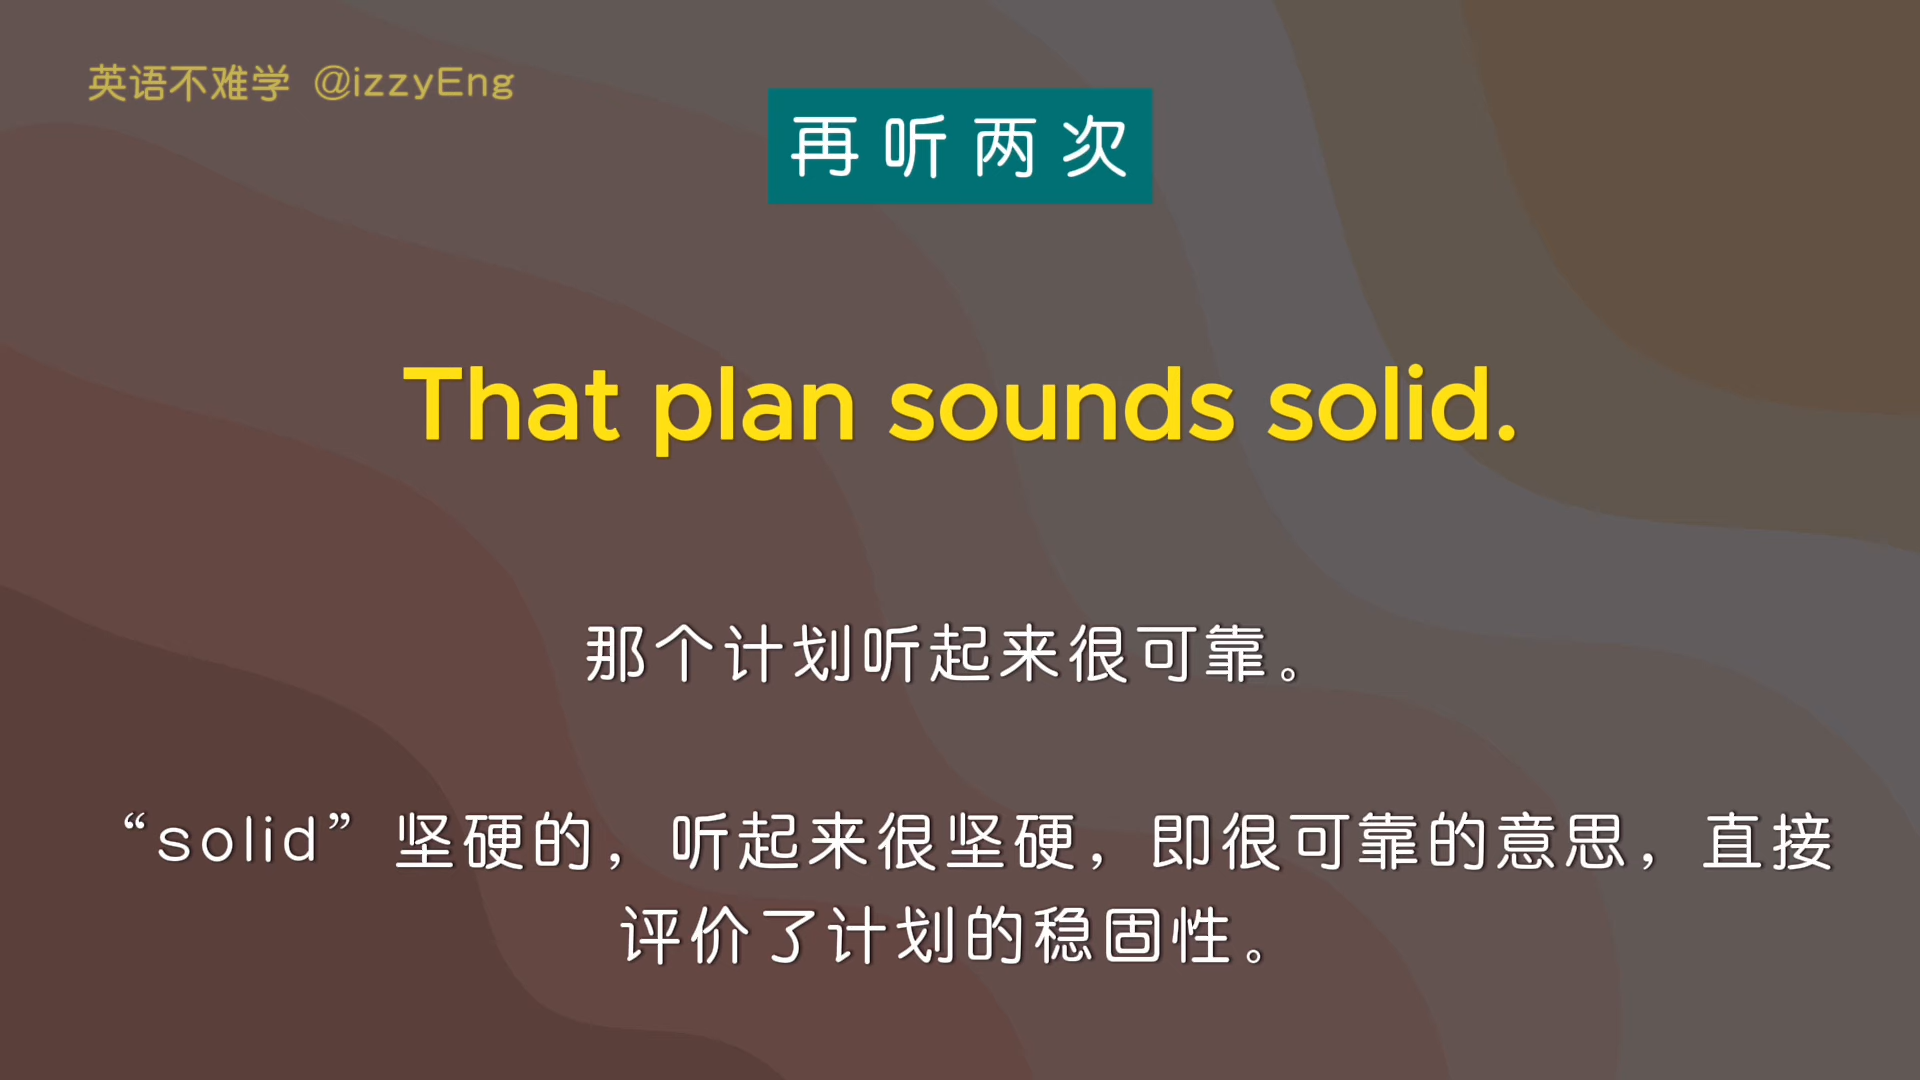 英语不难学 @izzyEng
再听两次
That plan sounds solid.
那个计划听起来很可靠。
“solid”坚硬的，听起来很坚硬，即很可靠的意思，直接
评价了计划的稳固性。